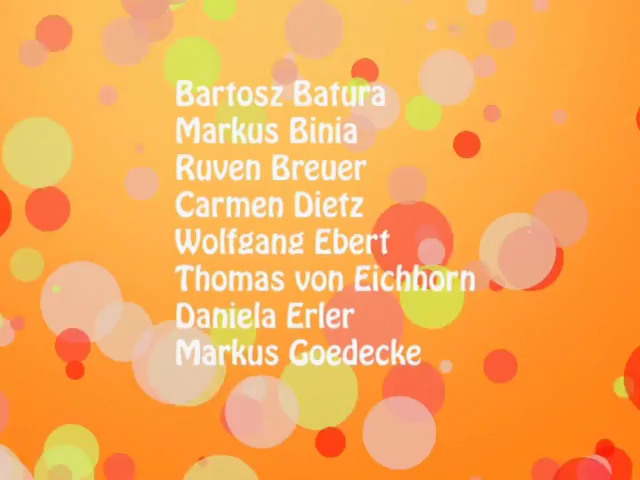 Bartosz Batura
Markus Binia
Ruven Breuer
Carmen Dietz
Wolfgang Ebert
Thomas von Eichhorn
Daniela Erler
Markus Goedecke